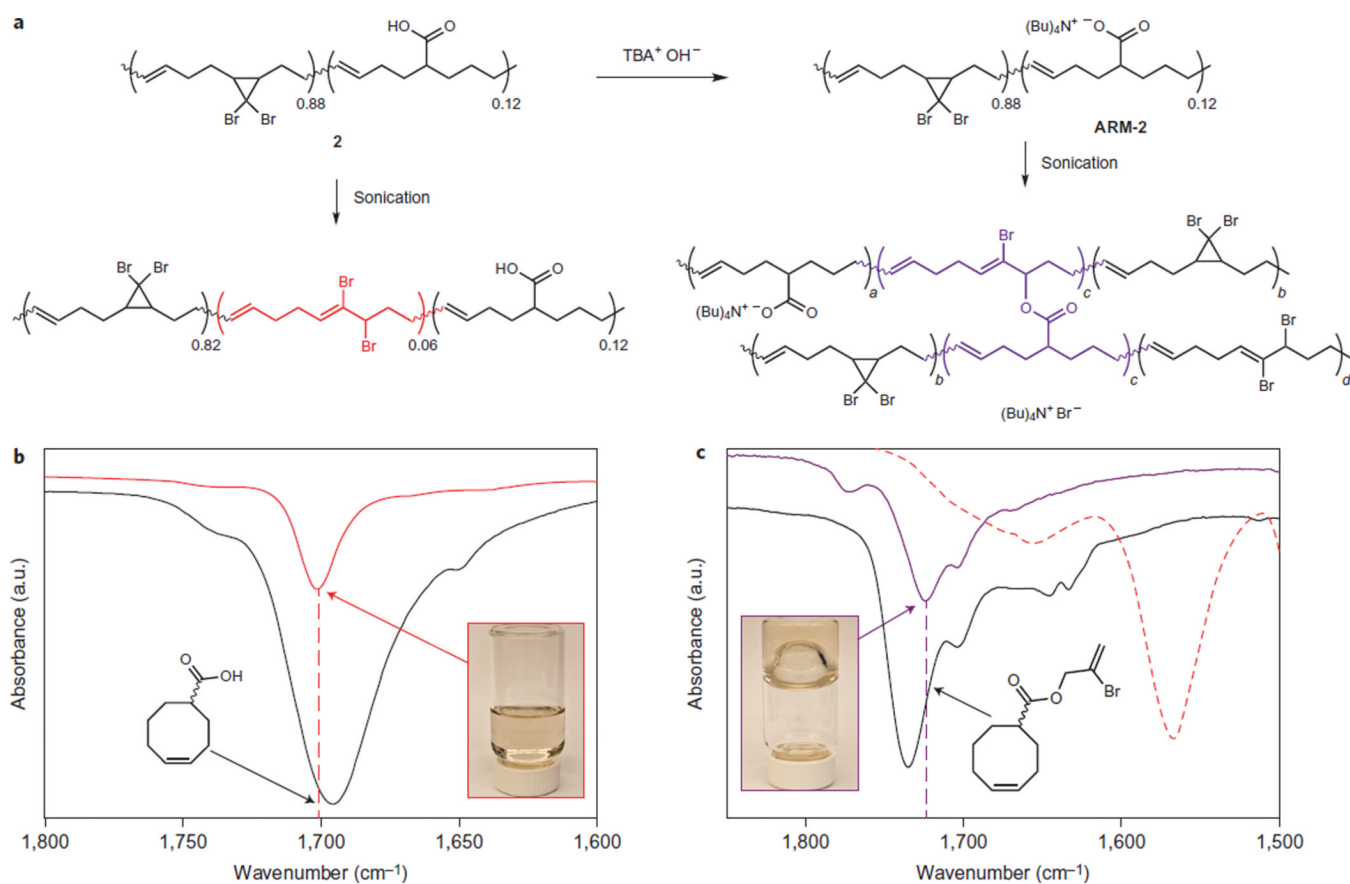 a
HO
O
TBA⁺ OH⁻
(Bu)₄N⁺ ⁻O
O
Br Br
0.88
0.12
2
Br Br
0.88
0.12
ARM-2
Sonication
Sonication
Br Br
0.82
Br
Br
0.06
HO
O
0.12
(Bu)₄N⁺⁻O
O
a
Br
c
Br
Br
b
O
O
Br Br
b
c
Br
Br
d
(Bu)₄N⁺ Br⁻
b
Absorbance (a.u.)
O
OH
1,800
1,750
1,700
1,650
1,600
Wavenumber (cm⁻¹)
c
Absorbance (a.u.)
O
O
Br
1,800
1,700
1,600
1,500
Wavenumber (cm⁻¹)